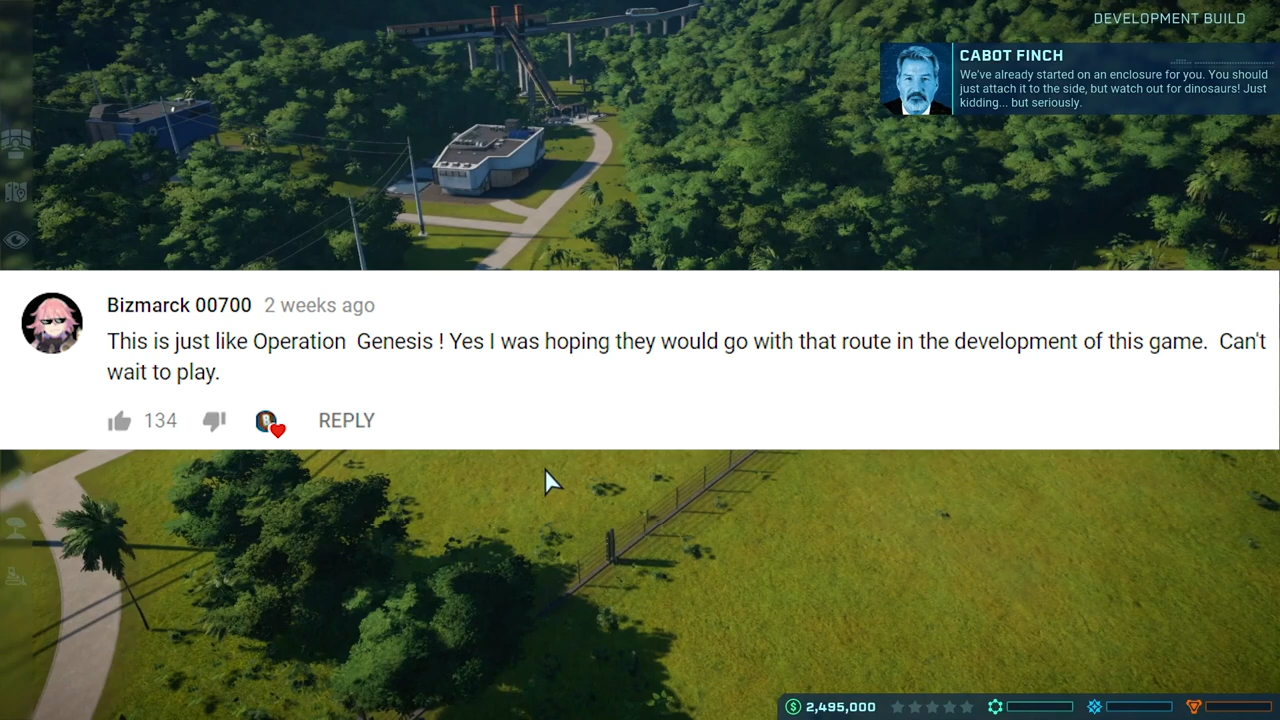 DEVELOPMENT BUILD
CABOT FINCH
We've already started on an enclosure for you. You should
just attach it to the side, but watch out for dinosaurs! Just
kidding... but seriously.
Bizmarck 00700 2 weeks ago
This is just like Operation  Genesis ! Yes I was hoping they would go with that route in the development of this game.  Can't
wait to play.
134 REPLY
2,495,000